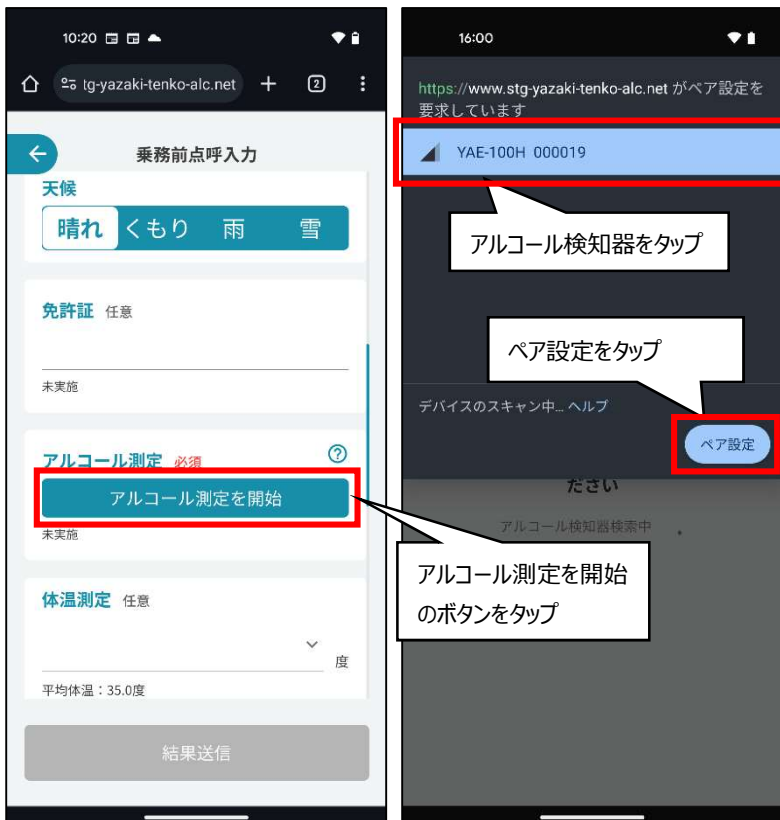 10:20
tg-yazaki-tenko-alc.net
2
乗務前点呼入力
天候
晴れ くもり 雨 雪
免許証 任意
未実施
アルコール測定 必須
アルコール測定を開始
未実施
体温測定 任意
度
平均体温：35.0度
結果送信
16:00
https://www.stg-yazaki-tenko-alc.net がペア設定を
要求しています
YAE-100H 000019
アルコール検知器をタップ
ペア設定をタップ
デバイスのスキャン中... ヘルプ
ペア設定
ださい
アルコール検知器検索中
アルコール測定を開始
のボタンをタップ